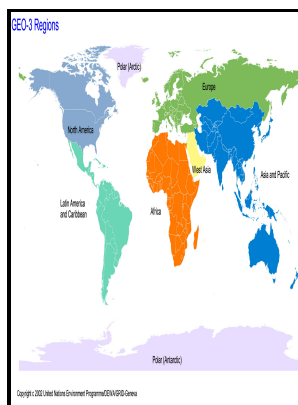 GEO-3 Regions
Polar (Arctic)
Europe
North America
West Asia
Asia and Pacific
Latin America
and Caribbean
Africa
Polar (Antarctic)
Copyright c 2002 United Nations Environment Programme/DEWA/GRID-Geneva